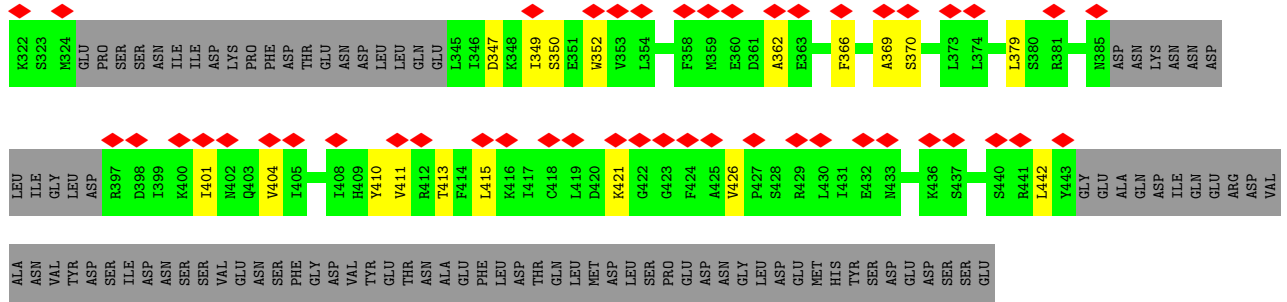 K322 S323 M324 GLU PRO SER SER ASN ILE ILE ASP LYS PRO PHE ASP THR GLU ASN ASP LEU LEU GLN GLU L345 I346 D347 K348 I349 S350 E351 W352 V353 L354 F358 M359 E360 D361 A362 E363 F366 A369 S370 L373 L374 L379 S380 R381 N385 ASP ASN LYS ASN ASN ASP
LEU ILE GLY LEU ASP R397 D398 I399 K400 I401 N402 Q403 V404 I405 I408 H409 Y410 V411 R412 T413 F414 L415 K416 I417 C418 L419 D420 K421 G422 G423 F424 A425 V426 P427 S428 R429 L430 I431 E432 N433 K436 S437 S440 R441 L442 Y443 GLY GLU ALA GLN ASP ILE GLN GLU ARG ASP VAL
ALA ASN VAL TYR ASP SER ILE ASP ASN SER SER VAL GLU ASN SER PHE GLY ASP VAL TYR GLU THR ASN ALA GLU PHE LEU ASP THR GLN LEU MET ASP LEU SER PRO GLU ASP ASN GLY LEU ASP GLU MET HIS TYR SER ASP GLU ASP SER SER GLU